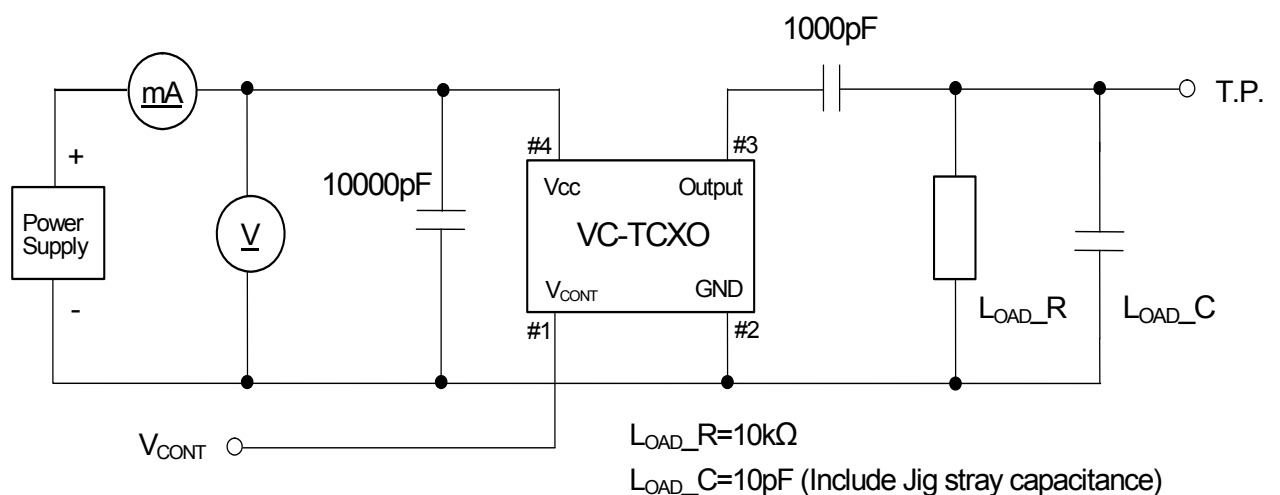 1000pF
mA
T.P.
#4
#3
+
10000pF
Vcc
Output
Power
Supply
V
VC-TCXO
VCONT
GND
-
#1
#2
LOAD_R
LOAD_C
VCONT
LOAD_R=10kΩ
LOAD_C=10pF (Include Jig stray capacitance)